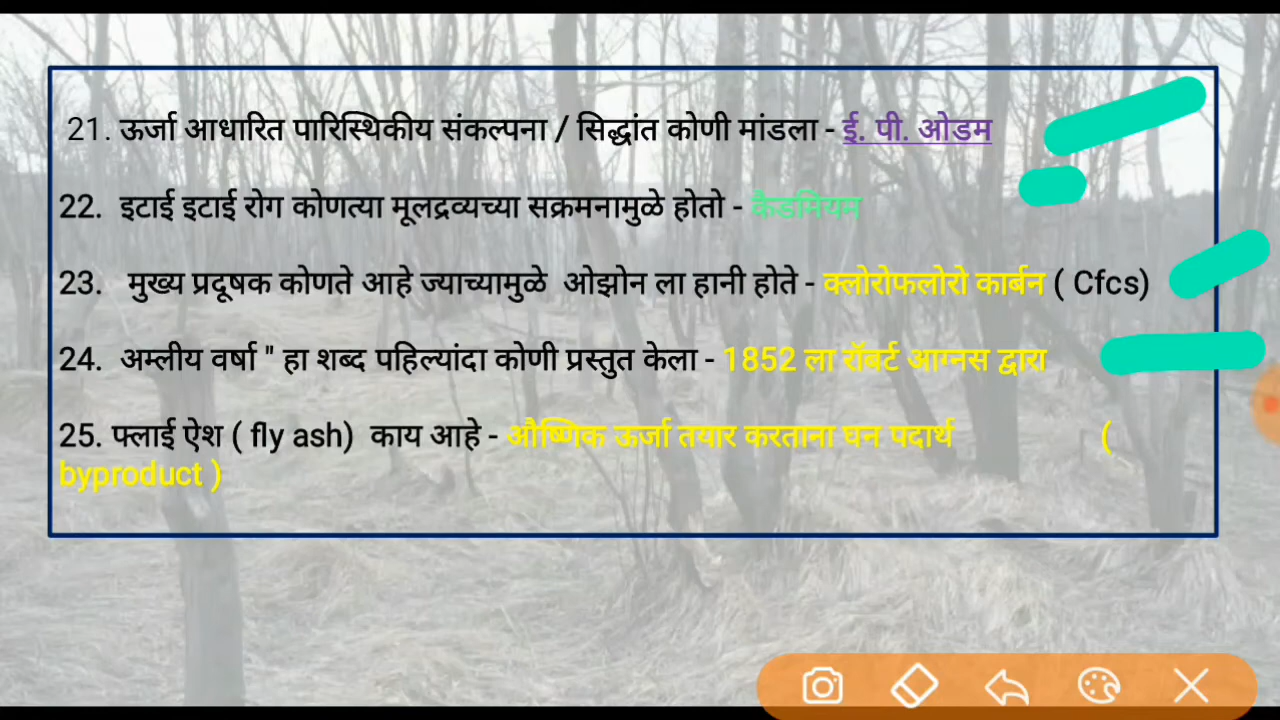 21. ऊर्जा आधारित पारिस्थिकीय संकल्पना / सिद्धांत कोणी मांडला - ई. पी. ओडम
22. इटाई इटाई रोग कोणत्या मूलद्रव्यच्या सक्रमनामुळे होतो - कैडमियम
23. मुख्य प्रदूषक कोणते आहे ज्याच्यामुळे ओझोन ला हानी होते - क्लोरोफलोरो कार्बन ( Cfcs)
24. अम्लीय वर्षा " हा शब्द पहिल्यांदा कोणी प्रस्तुत केला - 1852 ला रॉबर्ट आग्नस द्वारा
25. फ्लाई ऐश ( fly ash) काय आहे - औष्णिक ऊर्जा तयार करताना घन पदार्थ (
byproduct )